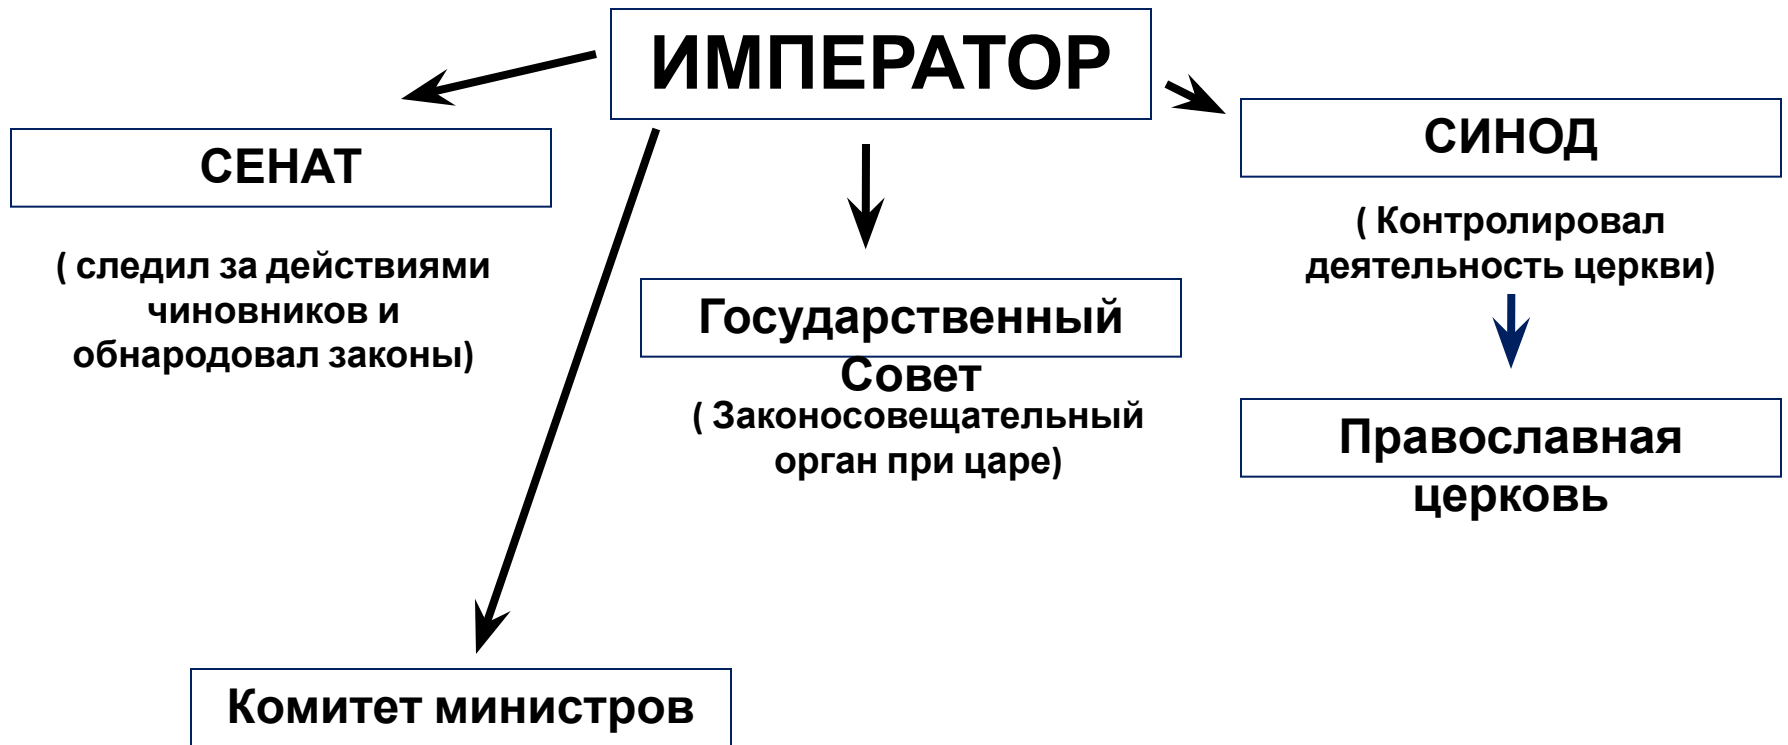 ИМПЕРАТОР
СЕНАТ
( следил за действиями
чиновников и
обнародовал законы)
Государственный
Совет
( Законосовещательный
орган при царе)
СИНОД
( Контролировал
деятельность церкви)
Православная
церковь
Комитет министров